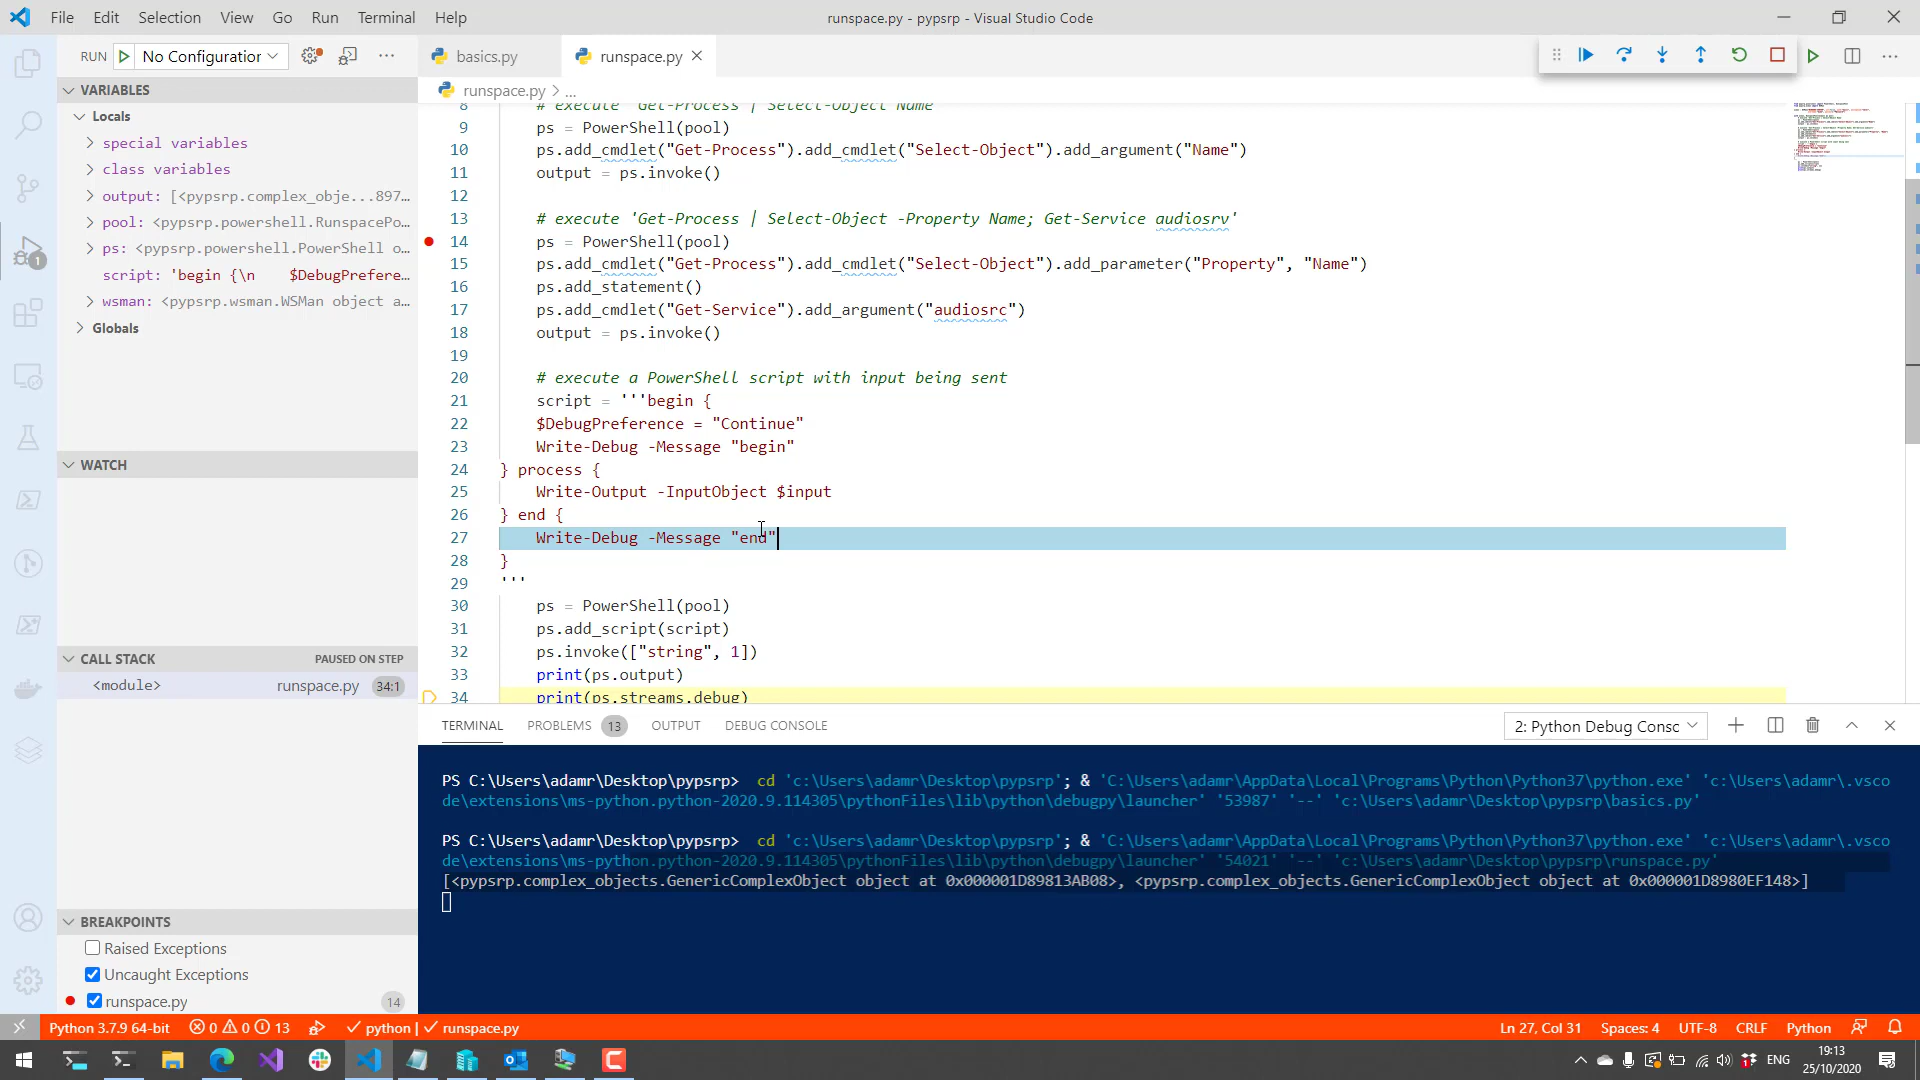 File Edit Selection View Go Run Terminal Help
runspace.py - pypsrp - Visual Studio Code
RUN No Configuration
basics.py runspace.py
VARIABLES
Locals
special variables
class variables
output: [<pypsrp.complex_obje...897...
pool: <pypsrp.powershell.RunspacePo...
ps: <pypsrp.powershell.PowerShell o...
script: 'begin {\n    $DebugPrefere...
wsman: <pypsrp.wsman.WSMan object a...
Globals
WATCH
CALL STACK PAUSED ON STEP
<module> runspace.py 34:1
BREAKPOINTS
Raised Exceptions
Uncaught Exceptions
runspace.py 14
1
runspace.py > ...
8 # execute 'Get-Process | Select-Object Name'
9 ps = PowerShell(pool)
10 ps.add_cmdlet("Get-Process").add_cmdlet("Select-Object").add_argument("Name")
11 output = ps.invoke()
12
13 # execute 'Get-Process | Select-Object -Property Name; Get-Service audiosrv'
14 ps = PowerShell(pool)
15 ps.add_cmdlet("Get-Process").add_cmdlet("Select-Object").add_parameter("Property", "Name")
16 ps.add_statement()
17 ps.add_cmdlet("Get-Service").add_argument("audiosrc")
18 output = ps.invoke()
19
20 # execute a PowerShell script with input being sent
21 script = '''begin {
22 $DebugPreference = "Continue"
23 Write-Debug -Message "begin"
24 } process {
25 Write-Output -InputObject $input
26 } end {
27 Write-Debug -Message "end"
28 }
29 '''
30 ps = PowerShell(pool)
31 ps.add_script(script)
32 ps.invoke(["string", 1])
33 print(ps.output)
34 print(ps.streams.debug)
TERMINAL PROBLEMS 13 OUTPUT DEBUG CONSOLE
2: Python Debug Consc
PS C:\Users\adamr\Desktop\pypsrp>  cd 'c:\Users\adamr\Desktop\pypsrp'; & 'C:\Users\adamr\AppData\Local\Programs\Python\Python37\python.exe' 'c:\Users\adamr\.vsco
de\extensions\ms-python.python-2020.9.114305\pythonFiles\lib\python\debugpy\launcher' '53987' '--' 'c:\Users\adamr\Desktop\pypsrp\basics.py'
PS C:\Users\adamr\Desktop\pypsrp>  cd 'c:\Users\adamr\Desktop\pypsrp'; & 'C:\Users\adamr\AppData\Local\Programs\Python\Python37\python.exe' 'c:\Users\adamr\.vsco
de\extensions\ms-python.python-2020.9.114305\pythonFiles\lib\python\debugpy\launcher' '54021' '--' 'c:\Users\adamr\Desktop\pypsrp\runspace.py'
[<pypsrp.complex_objects.GenericComplexObject object at 0x000001D89813AB08>, <pypsrp.complex_objects.GenericComplexObject object at 0x000001D8980EF148>]
Python 3.7.9 64-bit 0 0 13 python | runspace.py
Ln 27, Col 31 Spaces: 4 UTF-8 CRLF Python
ENG
19:13
25/10/2020